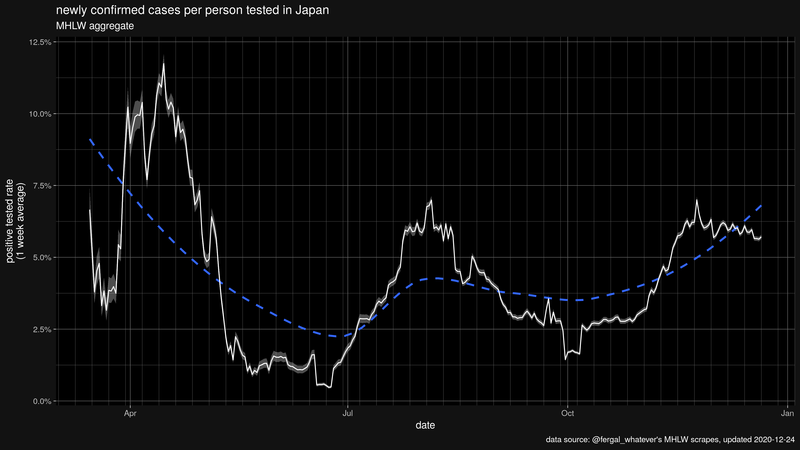 newly confirmed cases per person tested in Japan
MHLW aggregate
12.5%
10.0%
7.5%
5.0%
2.5%
0.0%
positive tested rate
(1 week average)
Apr
Jul
Oct
Jan
date
data source: @fergal_whatever's MHLW scrapes, updated 2020-12-24